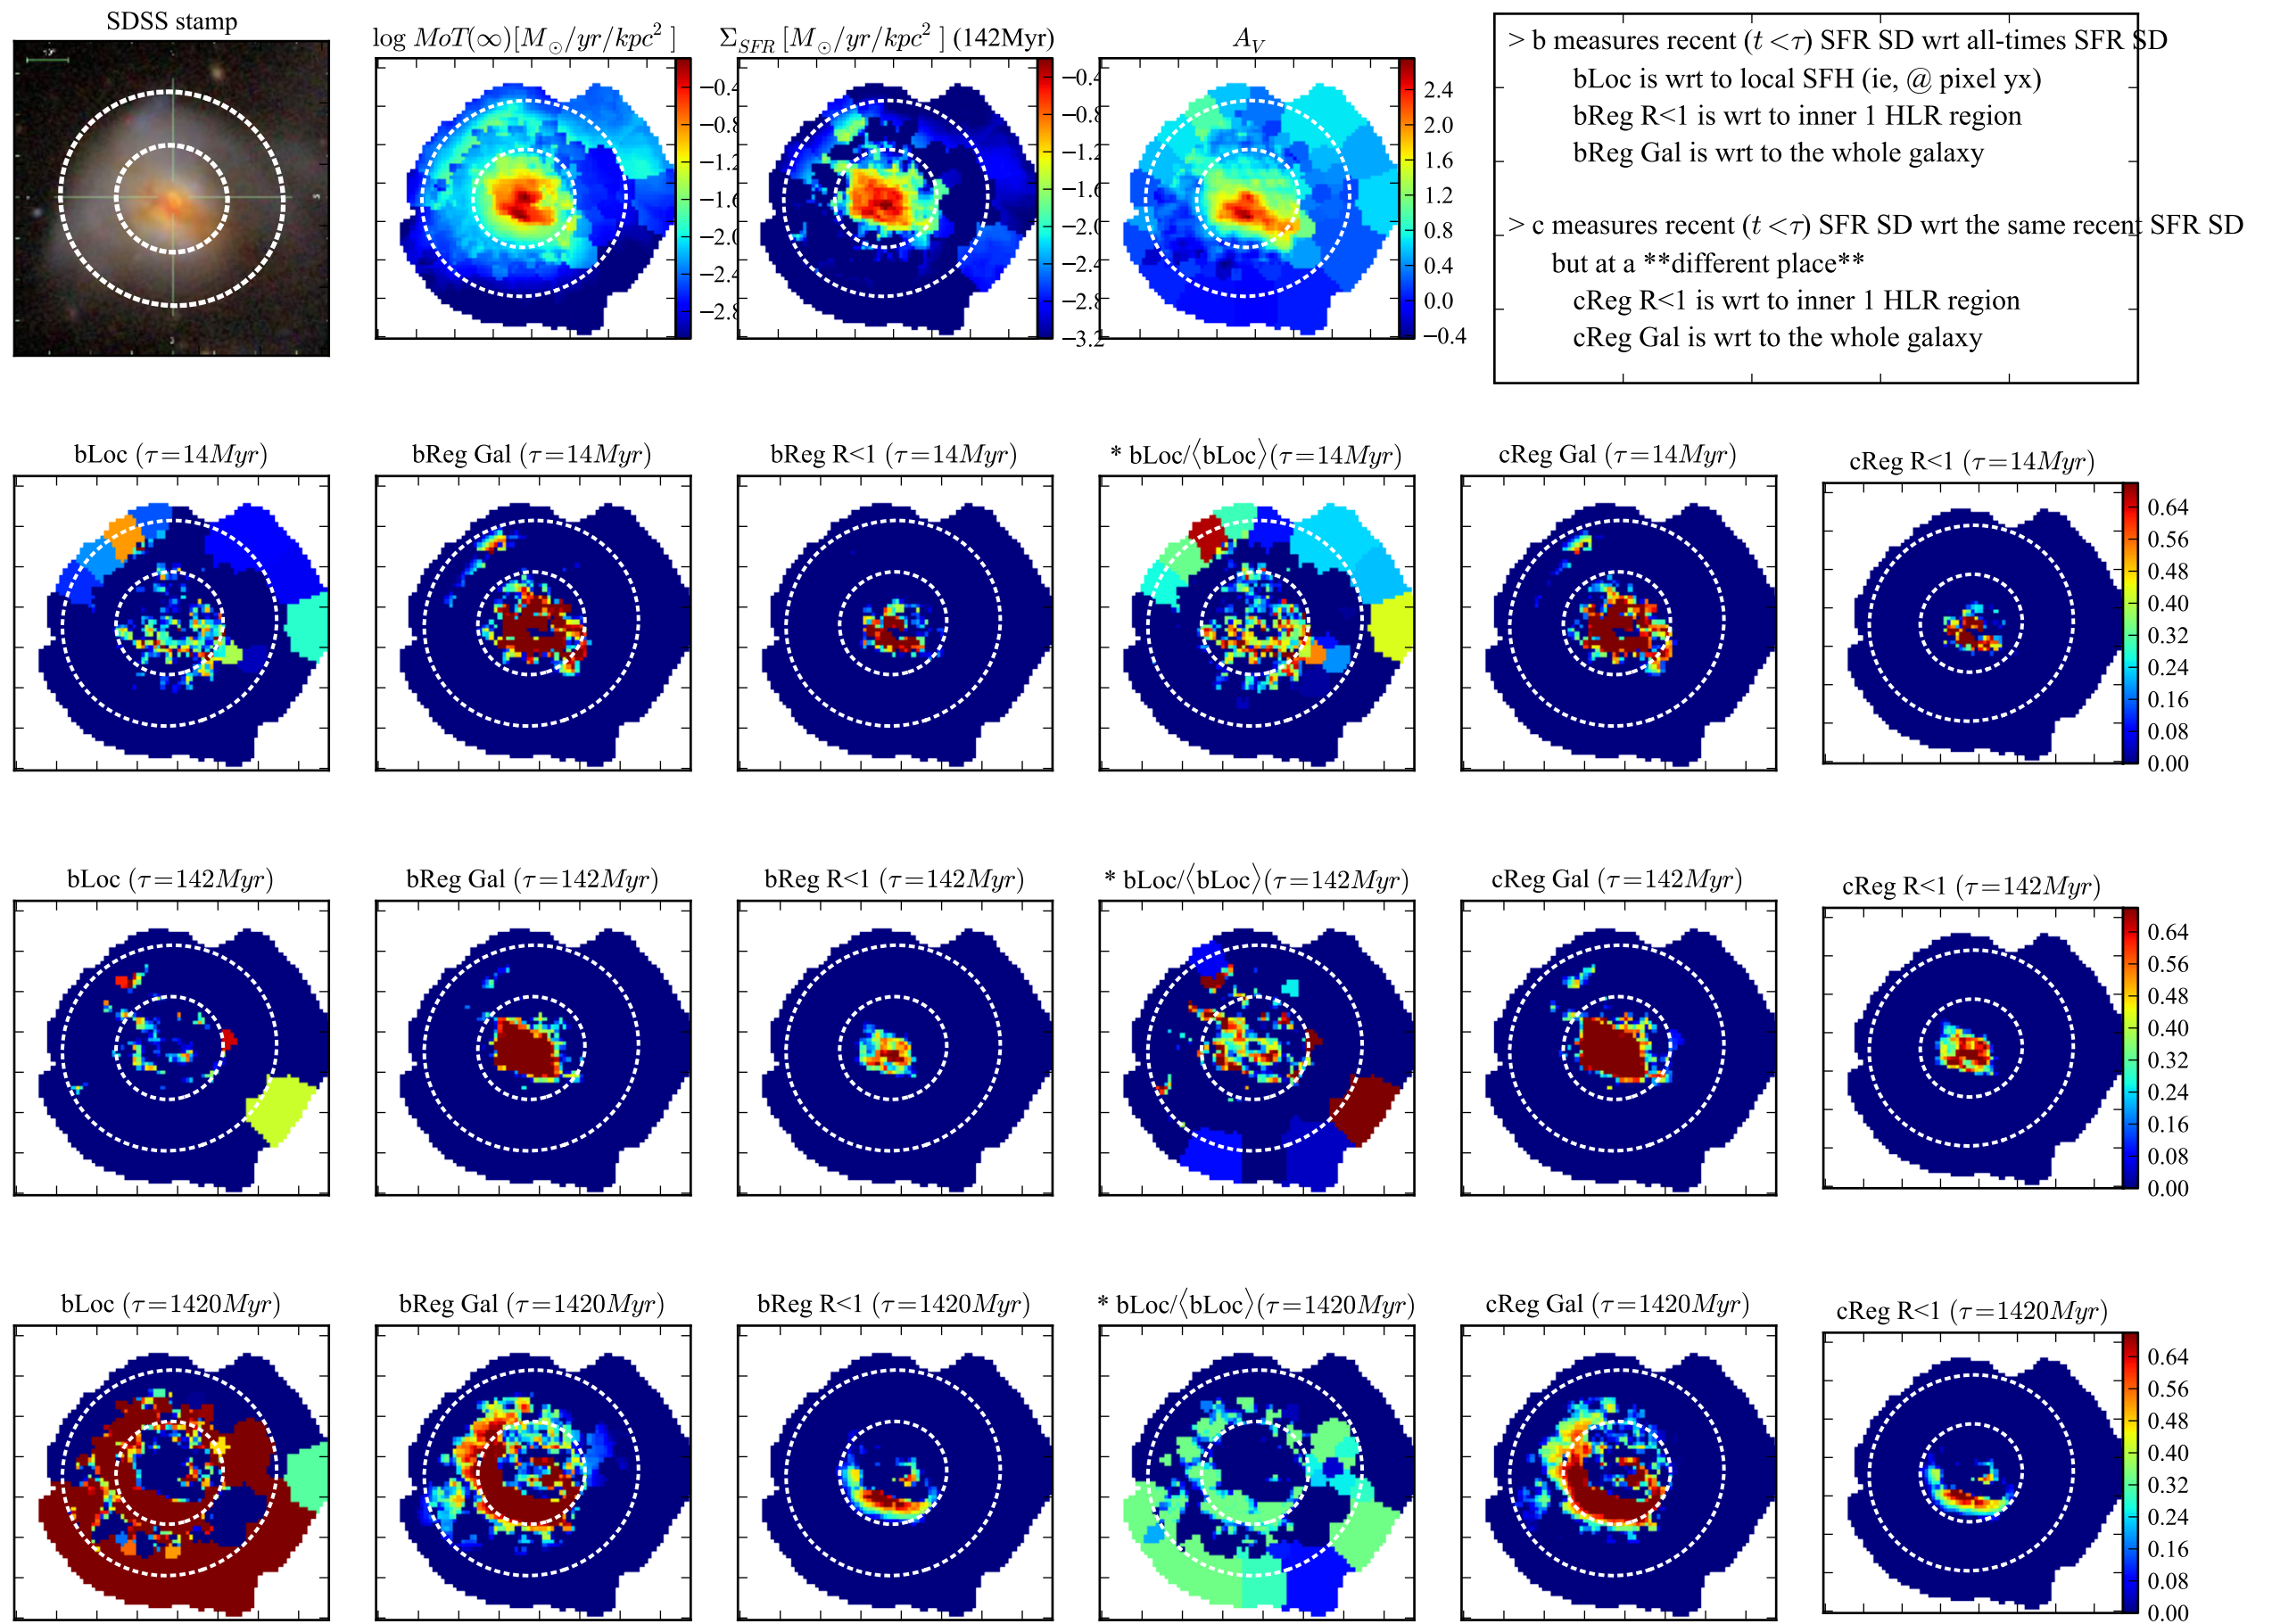 SDSS stamp
log MoT(∞)[M⊙/yr/kpc²]
Σ_SFR [M⊙/yr/kpc²] (142Myr)
A_V
−0.4
−0.8
−1.2
−1.6
−2.0
−2.4
−2.8
−0.4
−0.8
−1.2
−1.6
−2.0
−2.4
−2.8
−3.2
2.4
2.0
1.6
1.2
0.8
0.4
0.0
−0.4
> b measures recent (t <τ) SFR SD wrt all-times SFR SD
bLoc is wrt to local SFH (ie, @ pixel yx)
bReg R<1 is wrt to inner 1 HLR region
bReg Gal is wrt to the whole galaxy
> c measures recent (t <τ) SFR SD wrt the same recent SFR SD
but at a **different place**
cReg R<1 is wrt to inner 1 HLR region
cReg Gal is wrt to the whole galaxy
bLoc (τ=14Myr)
bReg Gal (τ=14Myr)
bReg R<1 (τ=14Myr)
* bLoc/⟨bLoc⟩(τ=14Myr)
cReg Gal (τ=14Myr)
cReg R<1 (τ=14Myr)
0.64
0.56
0.48
0.40
0.32
0.24
0.16
0.08
0.00
bLoc (τ=142Myr)
bReg Gal (τ=142Myr)
bReg R<1 (τ=142Myr)
* bLoc/⟨bLoc⟩(τ=142Myr)
cReg Gal (τ=142Myr)
cReg R<1 (τ=142Myr)
0.64
0.56
0.48
0.40
0.32
0.24
0.16
0.08
0.00
bLoc (τ=1420Myr)
bReg Gal (τ=1420Myr)
bReg R<1 (τ=1420Myr)
* bLoc/⟨bLoc⟩(τ=1420Myr)
cReg Gal (τ=1420Myr)
cReg R<1 (τ=1420Myr)
0.64
0.56
0.48
0.40
0.32
0.24
0.16
0.08
0.00